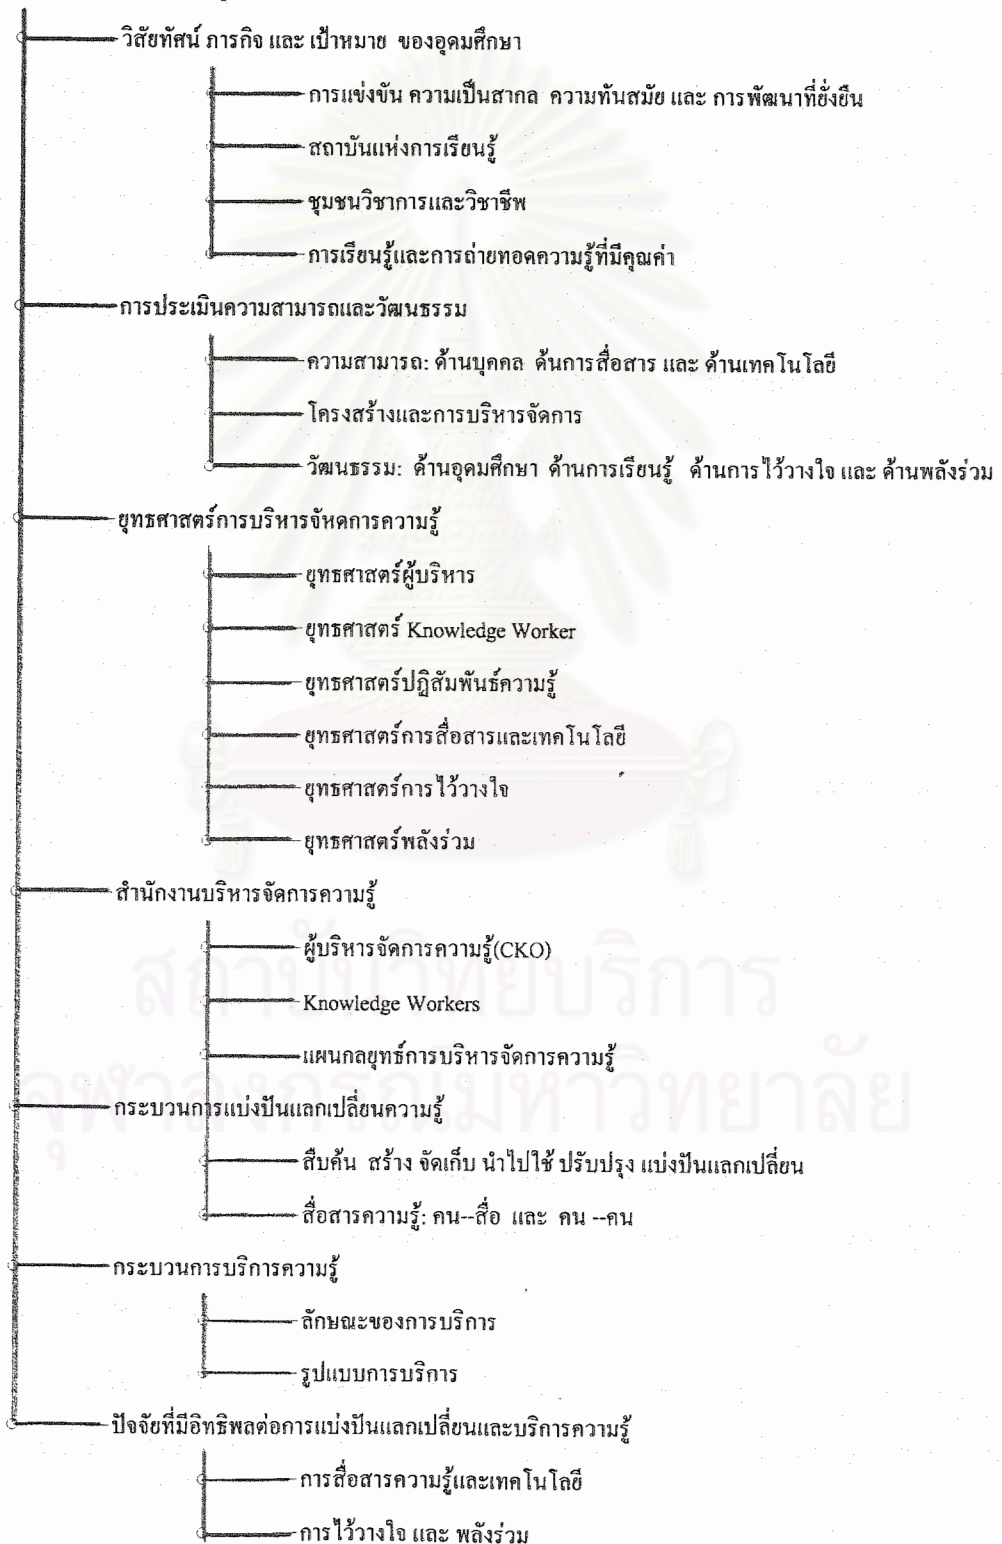 วิสัยทัศน์ ภารกิจ และ เป้าหมาย ของอุดมศึกษา
การแข่งขัน ความเป็นสากล ความทันสมัย และ การพัฒนาที่ยั่งยืน
สถาบันแห่งการเรียนรู้
ชุมชนวิชาการและวิชาชีพ
การเรียนรู้และการถ่ายทอดความรู้ที่มีคุณค่า
การประเมินความสามารถและวัฒนธรรม
ความสามารถ: ด้านบุคคล ด้นการสื่อสาร และ ด้านเทคโนโลยี
โครงสร้างและการบริหารจัดการ
วัฒนธรรม: ด้านอุดมศึกษา ด้านการเรียนรู้ ด้านการไว้วางใจ และ ด้านพลังร่วม
ยุทธศาสตร์การบริหารจัหดการความรู้
ยุทธศาสตร์ผู้บริหาร
ยุทธศาสตร์ Knowledge Worker
ยุทธศาสตร์ปฏิสัมพันธ์ความรู้
ยุทธศาสตร์การสื่อสารและเทคโนโลยี
ยุทธศาสตร์การไว้วางใจ
ยุทธศาสตร์พลังร่วม
สำนักงานบริหารจัดการความรู้
ผู้บริหารจัดการความรู้(CKO)
Knowledge Workers
แผนกลยุทธ์การบริหารจัดการความรู้
กระบวนการแบ่งปันแลกเปลี่ยนความรู้
สืบค้น สร้าง จัดเก็บ นำไปใช้ ปรับปรุง แบ่งปันแลกเปลี่ยน
สื่อสารความรู้: คน--สื่อ และ คน --คน
กระบวนการบริการความรู้
ลักษณะของการบริการ
รูปแบบการบริการ
ปัจจัยที่มีอิทธิพลต่อการแบ่งปันแลกเปลี่ยนและบริการความรู้
การสื่อสารความรู้และเทคโนโลยี
การไว้วางใจ และ พลังร่วม
สถาบันวิทยบริการ
จุฬาลงกรณ์มหาวิทยาลัย